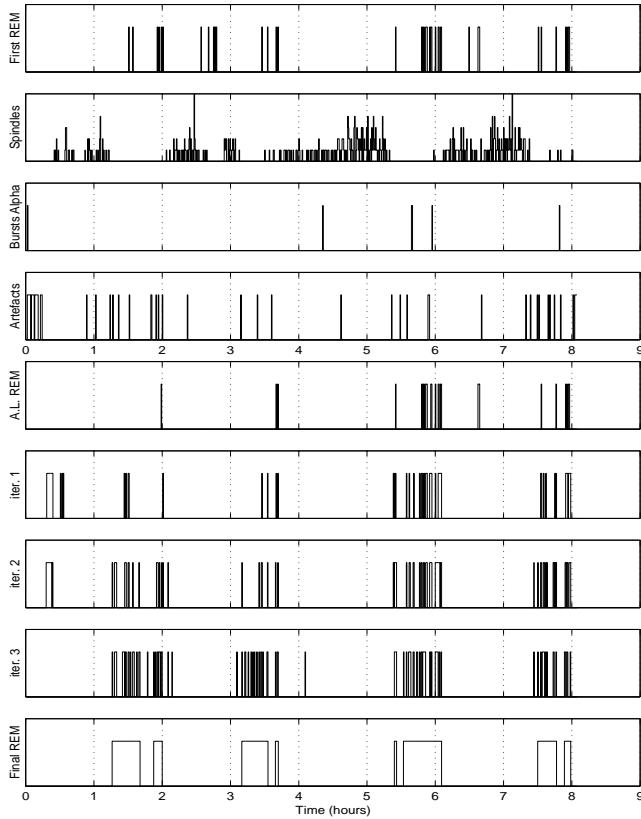 First REM
Spindles
Bursts Alpha
Artefacts
0 1 2 3 4 5 6 7 8 9
A.L. REM
iter. 1
iter. 2
iter. 3
Final REM
0 1 2 3 4 5 6 7 8 9
Time (hours)